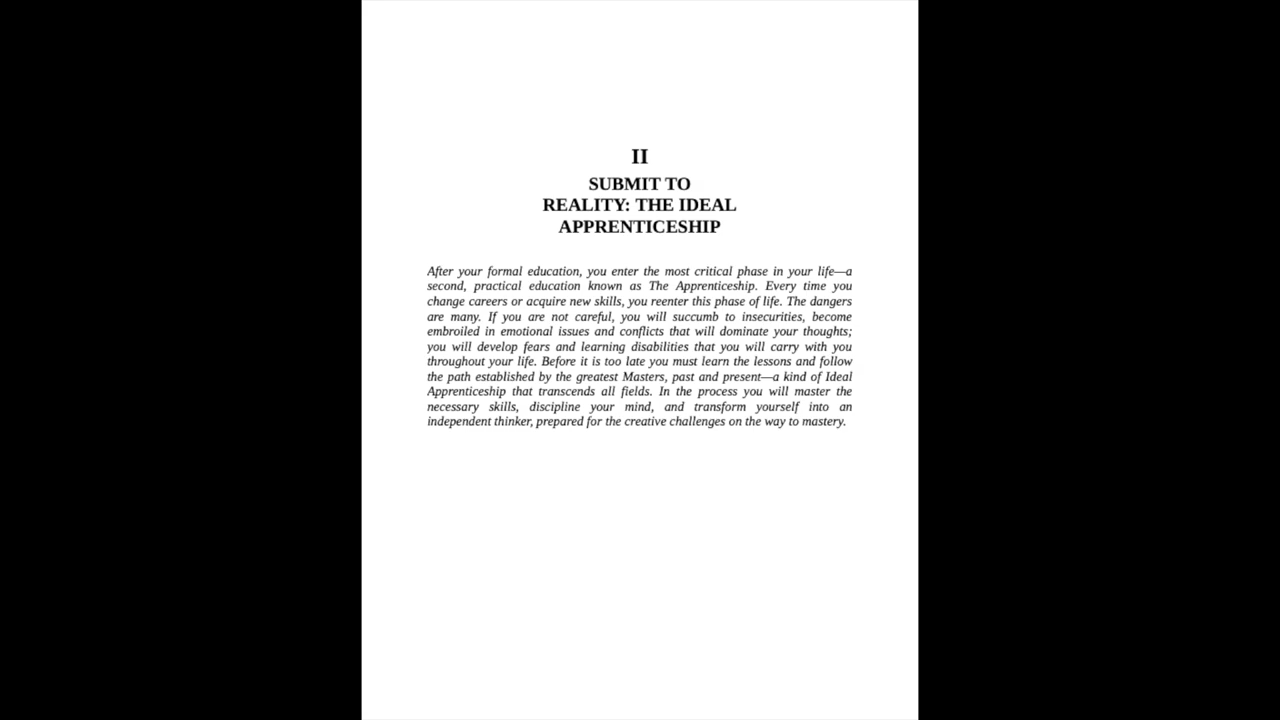 II
SUBMIT TO
REALITY: THE IDEAL
APPRENTICESHIP
After your formal education, you enter the most critical phase in your life—a
second, practical education known as The Apprenticeship. Every time you
change careers or acquire new skills, you reenter this phase of life. The dangers
are many. If you are not careful, you will succumb to insecurities, become
embroiled in emotional issues and conflicts that will dominate your thoughts;
you will develop fears and learning disabilities that you will carry with you
throughout your life. Before it is too late you must learn the lessons and follow
the path established by the greatest Masters, past and present—a kind of Ideal
Apprenticeship that transcends all fields. In the process you will master the
necessary skills, discipline your mind, and transform yourself into an
independent thinker, prepared for the creative challenges on the way to mastery.